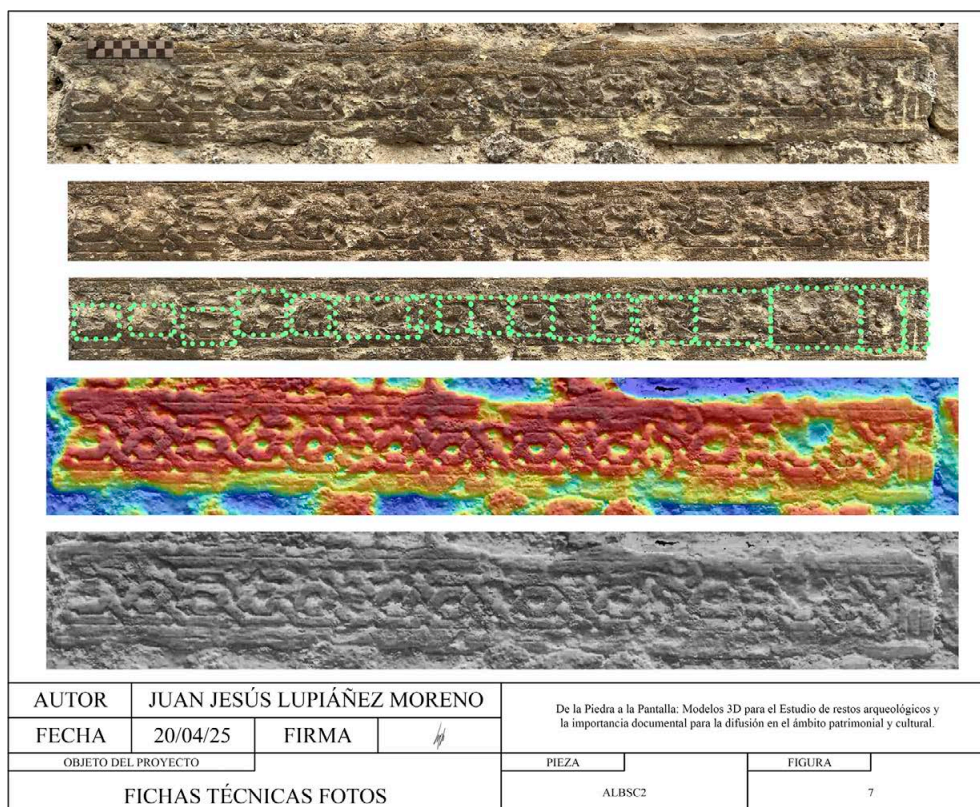 AUTOR
JUAN JESÚS LUPIÁÑEZ MORENO
De la Piedra a la Pantalla: Modelos 3D para el Estudio de restos arqueológicos y
la importancia documental para la difusión en el ámbito patrimonial y cultural.
FECHA
20/04/25
FIRMA
OBJETO DEL PROYECTO
PIEZA
FIGURA
FICHAS TÉCNICAS FOTOS
ALBSC2
7